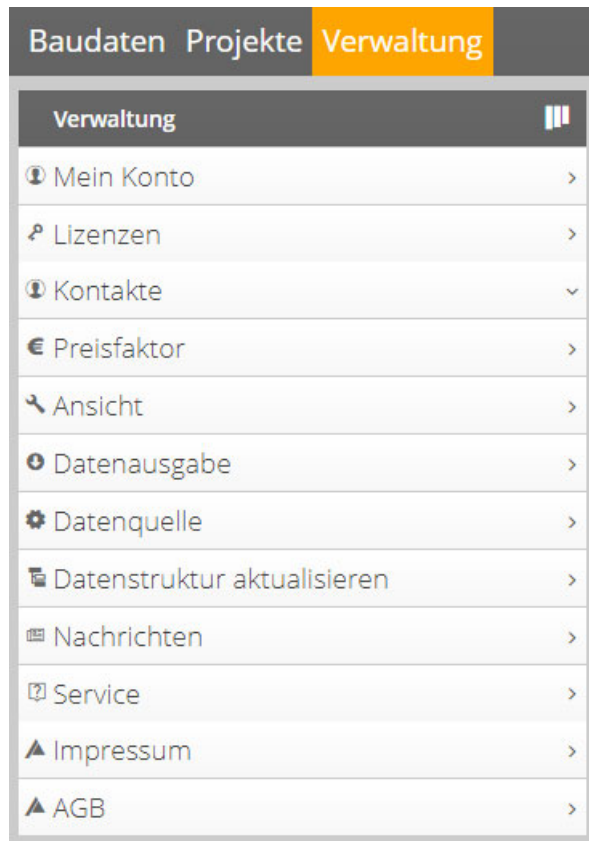 Baudaten Projekte Verwaltung
Verwaltung
Mein Konto
Lizenzen
Kontakte
Preisfaktor
Ansicht
Datenausgabe
Datenquelle
Datenstruktur aktualisieren
Nachrichten
Service
Impressum
AGB